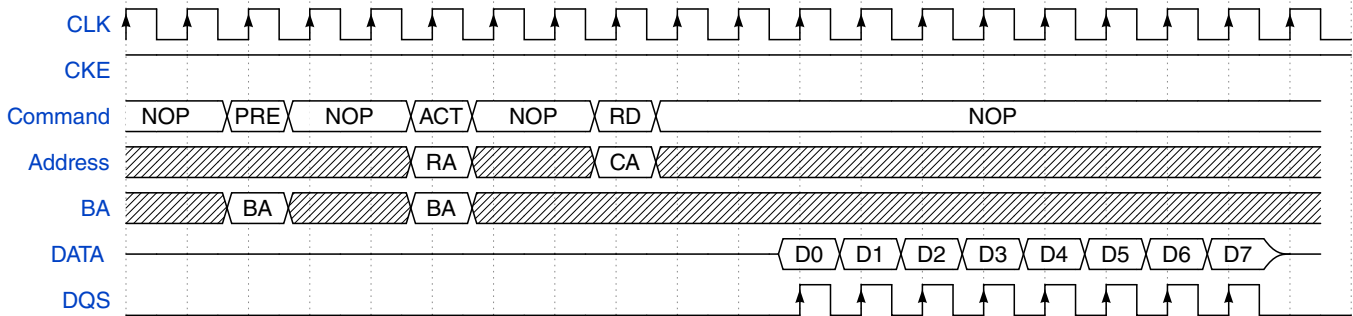 CLK
CKE
Command NOP PRE NOP ACT NOP RD NOP
Address RA CA
BA BA BA
DATA D0 D1 D2 D3 D4 D5 D6 D7
DQS